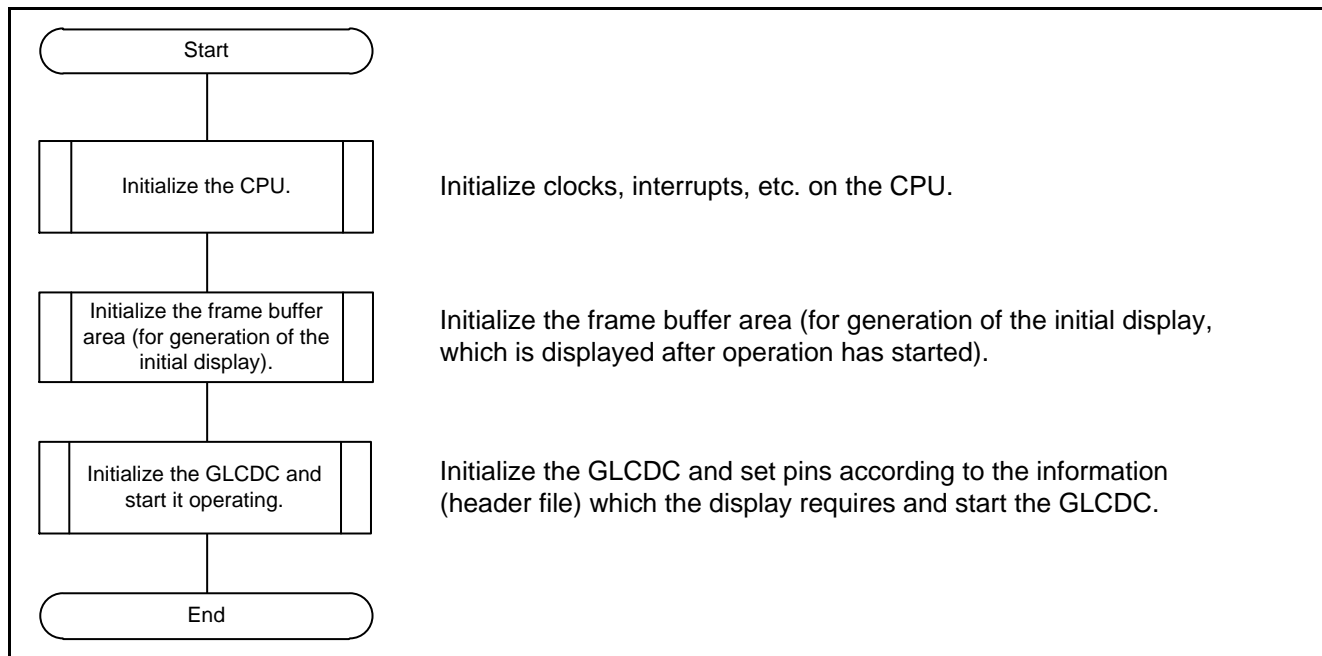 Start
Initialize the CPU.
Initialize clocks, interrupts, etc. on the CPU.
Initialize the frame buffer
area (for generation of the
initial display).
Initialize the frame buffer area (for generation of the initial display,
which is displayed after operation has started).
Initialize the GLCDC and
start it operating.
Initialize the GLCDC and set pins according to the information
(header file) which the display requires and start the GLCDC.
End